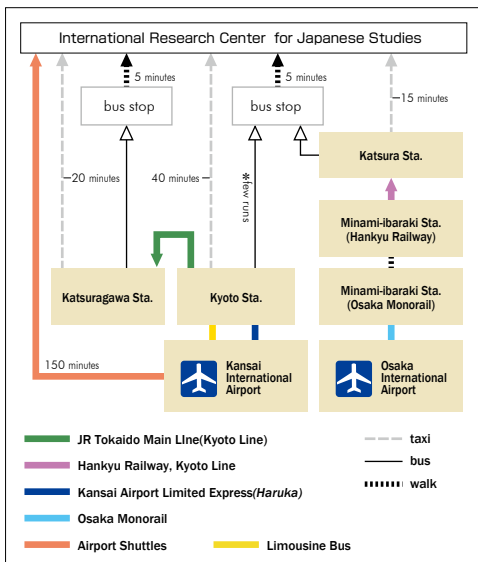 International Research Center for Japanese Studies
5 minutes
5 minutes
bus stop
bus stop
15 minutes
Katsura Sta.
20 minutes
40 minutes
*few runs
Minami-ibaraki Sta.
(Hankyu Railway)
Katsuragawa Sta.
Kyoto Sta.
Minami-ibaraki Sta.
(Osaka Monorail)
150 minutes
Kansai
International
Airport
Osaka
International
Airport
JR Tokaido Main LIne(Kyoto Line)
Hankyu Railway, Kyoto Line
Kansai Airport Limited Express(Haruka)
Osaka Monorail
Airport Shuttles
Limousine Bus
taxi
bus
walk